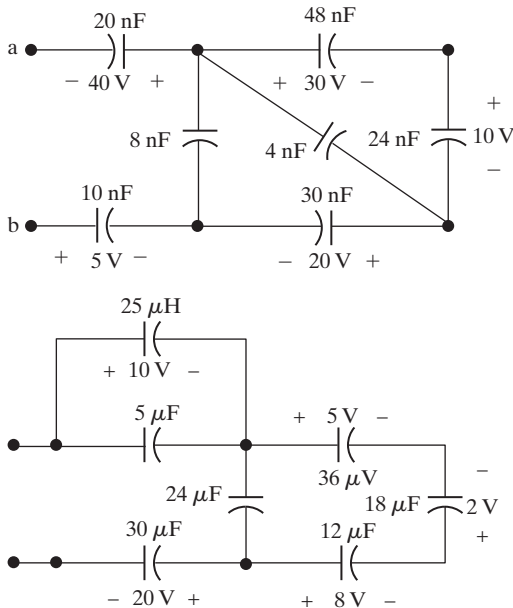 20 nF 48 nF
a
− 40 V + + 30 V −
+
8 nF 4 nF 24 nF 10 V
−
10 nF 30 nF
b
+ 5 V − − 20 V +
25 μH
+ 10 V −
5 μF + 5 V −
36 μV
−
24 μF 18 μF 2 V
+
30 μF 12 μF
− 20 V + + 8 V −